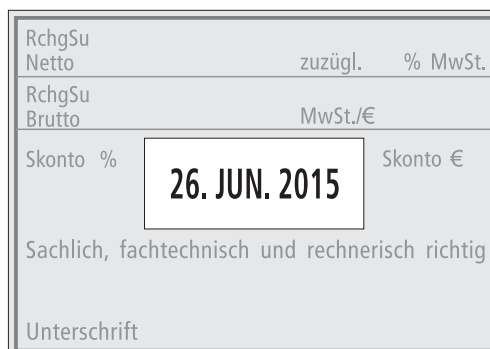 RchgSu
Netto zuzügl. % MwSt.
RchgSu
Brutto MwSt./€
Skonto % 26. JUN. 2015 Skonto €
Sachlich, fachtechnisch und rechnerisch richtig
Unterschrift